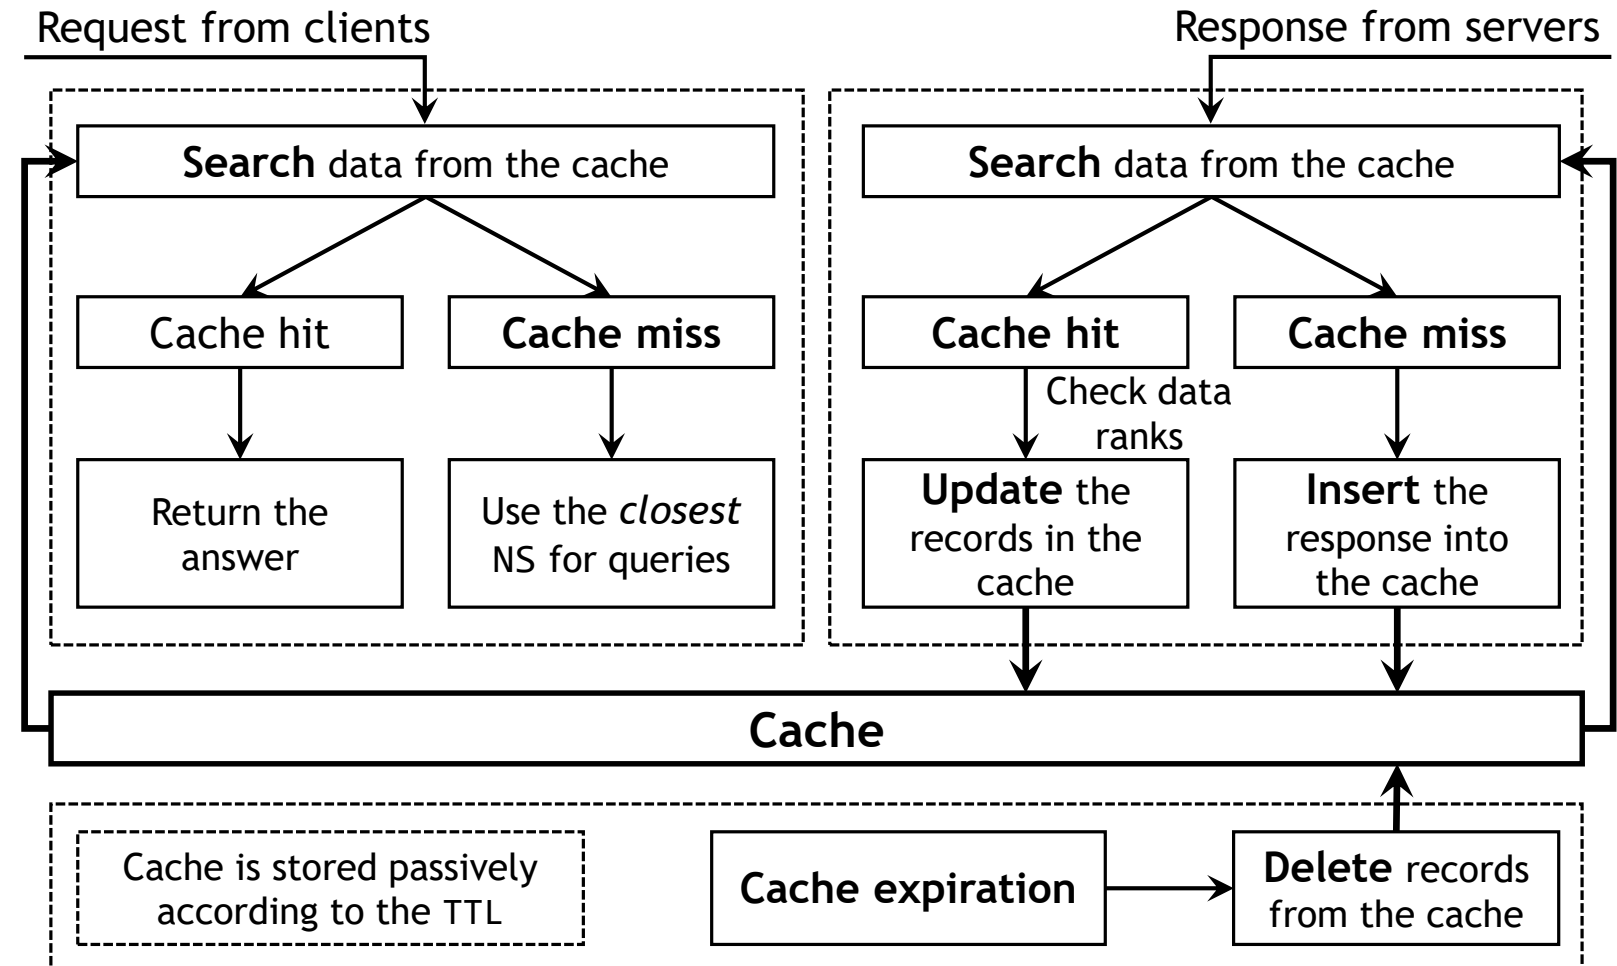 Request from clients
Response from servers
Search data from the cache
Search data from the cache
Cache hit
Cache miss
Cache hit
Cache miss
Check data
ranks
Return the
answer
Use the closest
NS for queries
Update the
records in the
cache
Insert the
response into
the cache
Cache
Cache is stored passively
according to the TTL
Cache expiration
Delete records
from the cache